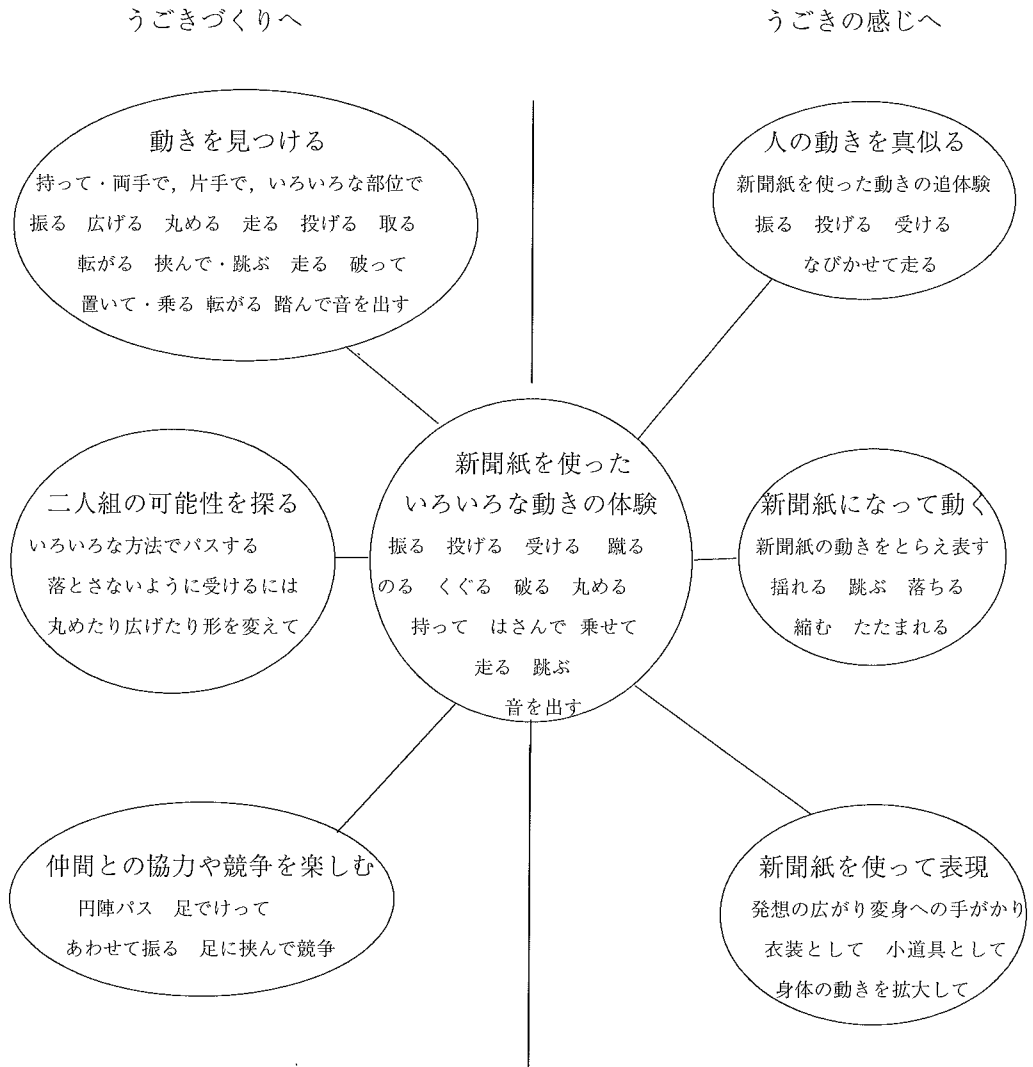 うごきづくりへ
うごきの感じへ
動きを見つける
持って・両手で，片手で，いろいろな部位で
振る　広げる　丸める　走る　投げる　取る
転がる　挟んで・跳ぶ　走る　破って
置いて・乗る 転がる 踏んで音を出す
人の動きを真似る
新聞紙を使った動きの追体験
振る　投げる　受ける
なびかせて走る
二人組の可能性を探る
いろいろな方法でパスする
落とさないように受けるには
丸めたり広げたり形を変えて
新聞紙を使った
いろいろな動きの体験
振る　投げる　受ける　蹴る
のる　くぐる　破る　丸める
持って　はさんで　乗せて
走る　跳ぶ
音を出す
新聞紙になって動く
新聞紙の動きをとらえ表す
揺れる　跳ぶ　落ちる
縮む　たたまれる
仲間との協力や競争を楽しむ
円陣パス　足でけって
あわせて振る　足に挟んで競争
新聞紙を使って表現
発想の広がり変身への手がかり
衣装として　小道具として
身体の動きを拡大して